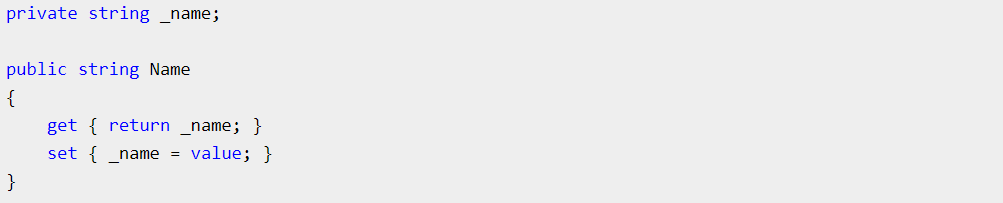 private string _name;

public string Name
{
    get { return _name; }
    set { _name = value; }
}